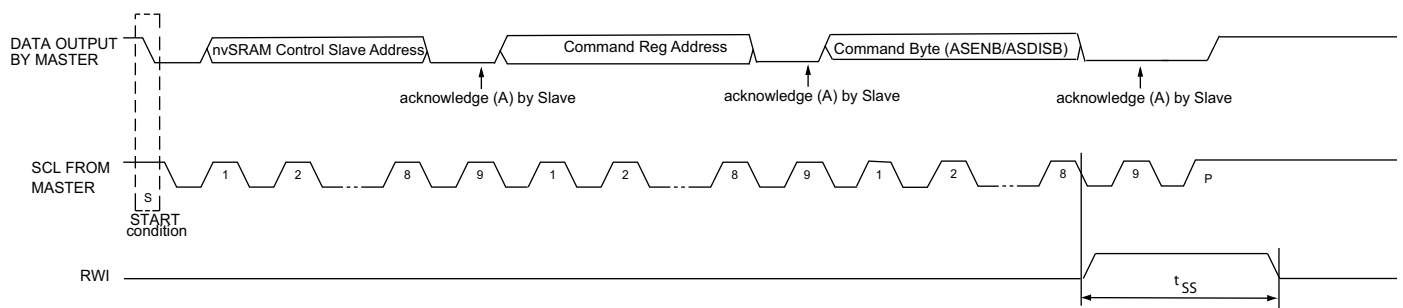 DATA OUTPUT
BY MASTER
nvSRAM Control Slave Address
Command Reg Address
Command Byte (ASENB/ASDISB)
acknowledge (A) by Slave
acknowledge (A) by Slave
acknowledge (A) by Slave
SCL FROM
MASTER
1 2 8 9 1 2 8 9 1 2 8 9
S
P
START
condition
RWI
tSS